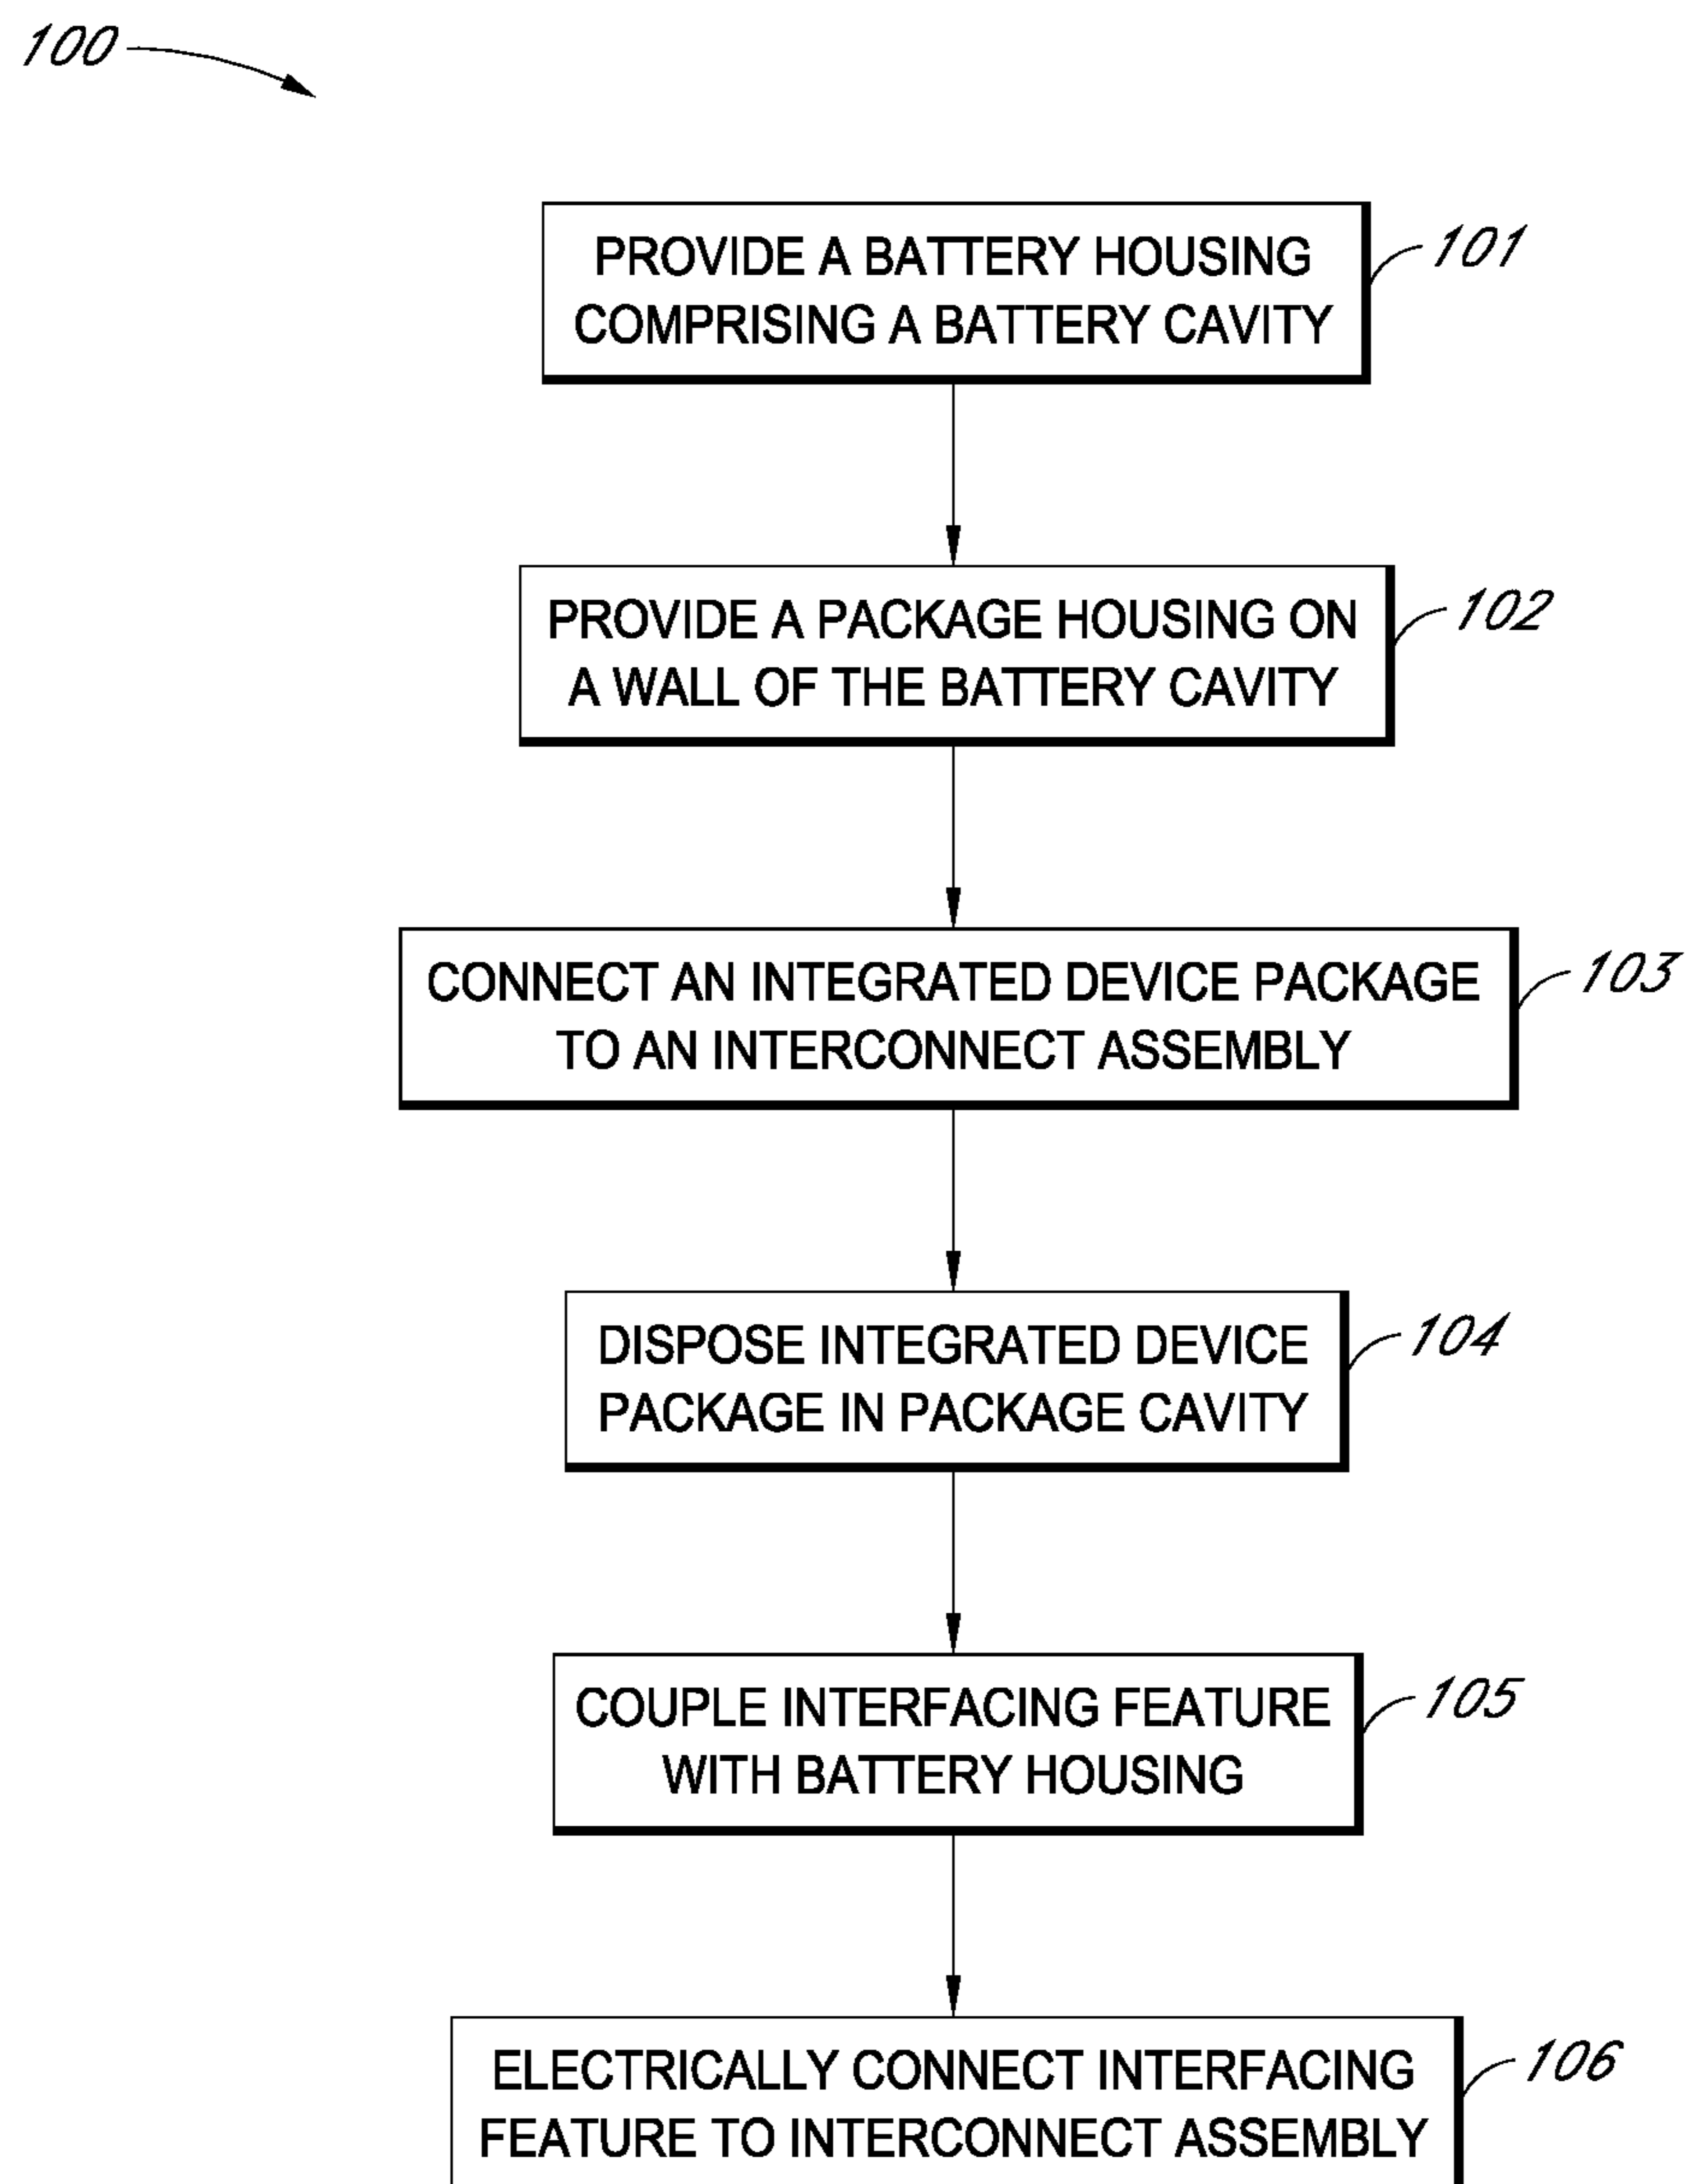 100
PROVIDE A BATTERY HOUSING
COMPRISING A BATTERY CAVITY
101
PROVIDE A PACKAGE HOUSING ON
A WALL OF THE BATTERY CAVITY
102
CONNECT AN INTEGRATED DEVICE PACKAGE
TO AN INTERCONNECT ASSEMBLY
103
DISPOSE INTEGRATED DEVICE
PACKAGE IN PACKAGE CAVITY
104
COUPLE INTERFACING FEATURE
WITH BATTERY HOUSING
105
ELECTRICALLY CONNECT INTERFACING
FEATURE TO INTERCONNECT ASSEMBLY
106